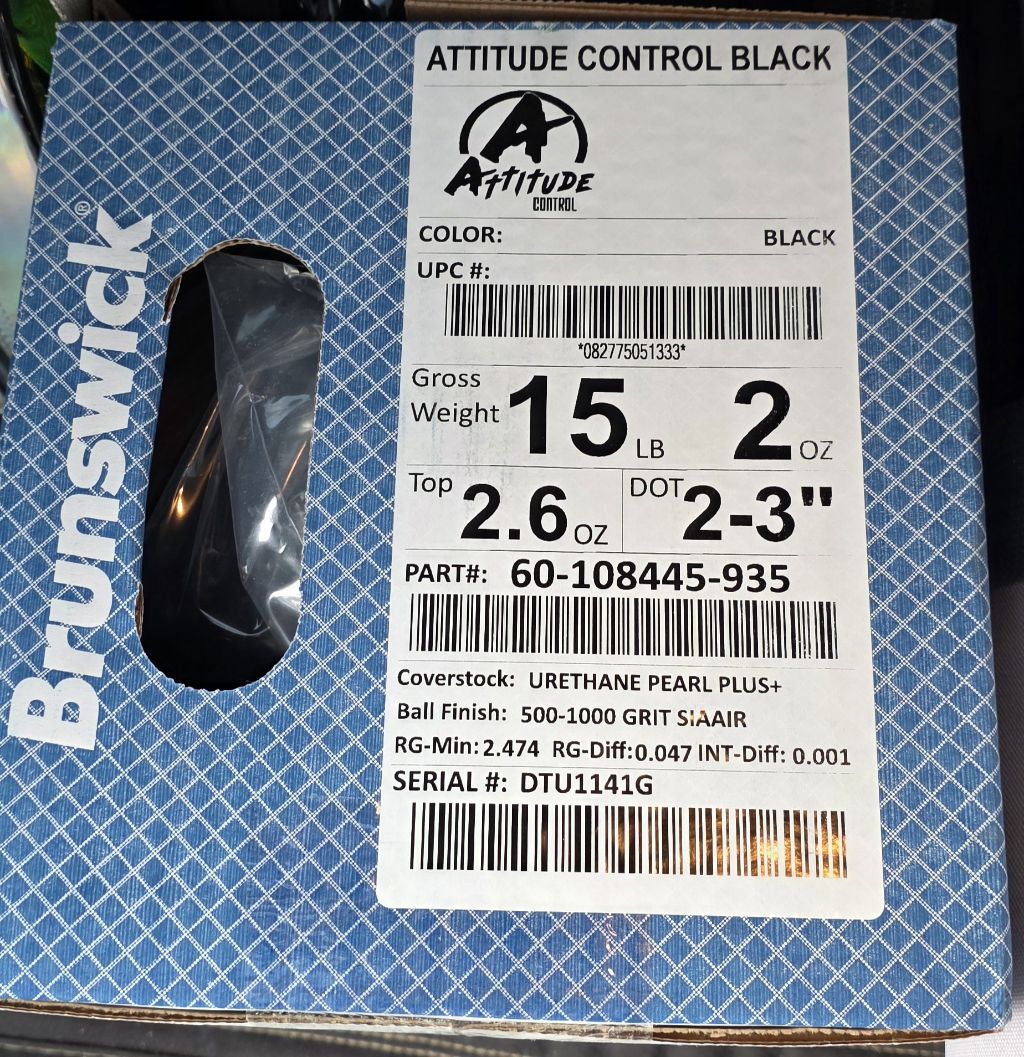 Brunswick®
ATTITUDE CONTROL BLACK
A
ATTITUDE
CONTROL
COLOR: BLACK
UPC #:
*082775051333*
Gross Weight 15 LB 2 OZ
Top 2.6 OZ DOT 2-3"
PART#: 60-108445-935
Coverstock: URETHANE PEARL PLUS+
Ball Finish: 500-1000 GRIT SIAAIR
RG-Min: 2.474 RG-Diff:0.047 INT-Diff: 0.001
SERIAL #: DTU1141G